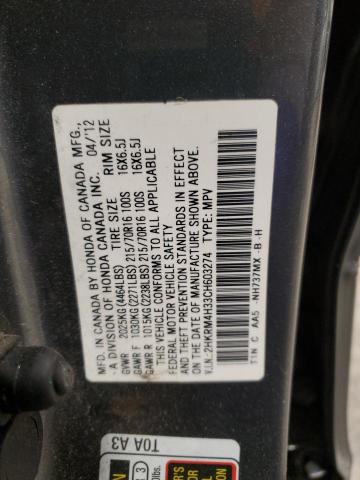 MFD. IN CANADA BY HONDA OF CANADA MFG.,
A DIVISION OF HONDA CANADA INC. 04/'12
TIRE SIZE RIM SIZE
GVWR 2025KG(4464LBS)
GAWR F 1030KG(2271LBS)215/70R16 100S 16X6.5J
GAWR R 1015KG(2238LBS)215/70R16 100S 16X6.5J
THIS VEHICLE CONFORMS TO ALL APPLICABLE
FEDERAL MOTOR VEHICLE SAFETY
AND THEFT PREVENTION STANDARDS IN EFFECT
ON THE DATE OF MANUFACTURE SHOWN ABOVE.
V.I.N.:2HKRM4H33CH603274 TYPE: MPV
AA5 NH737MX -B -H
T0A A3